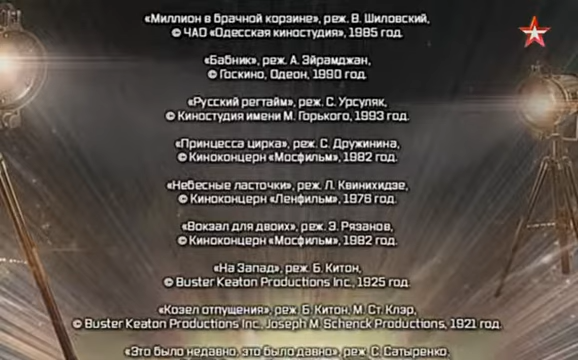 «Миллион в брачной корзине», реж. В. Шиловский,
© ЧАО «Одесская киностудия», 1985 год.
«Бабник», реж. А. Эйрамджан,
© Госкино, Одеон, 1990 год.
«Русский регтайм», реж. С. Урсуляк,
© Киностудия имени М. Горького, 1993 год.
«Принцесса цирка», реж. С. Дружинина,
© Киноконцерн «Мосфильм», 1982 год.
«Небесные ласточки», реж. Л. Квинихидзе,
© Киноконцерн «Ленфильм», 1976 год.
«Вокзал для двоих», реж. Э. Рязанов,
© Киноконцерн «Мосфильм», 1982 год.
«На Запад», реж. Б. Китон,
© Buster Keaton Productions Inc., 1925 год.
«Козел отпущения», реж. Б. Китон, М. Ст. Клэр,
© Buster Keaton Productions Inc., Joseph M. Schenck Productions, 1921 год.
«Это было недавно, это было давно», реж. С. Сатыренко,